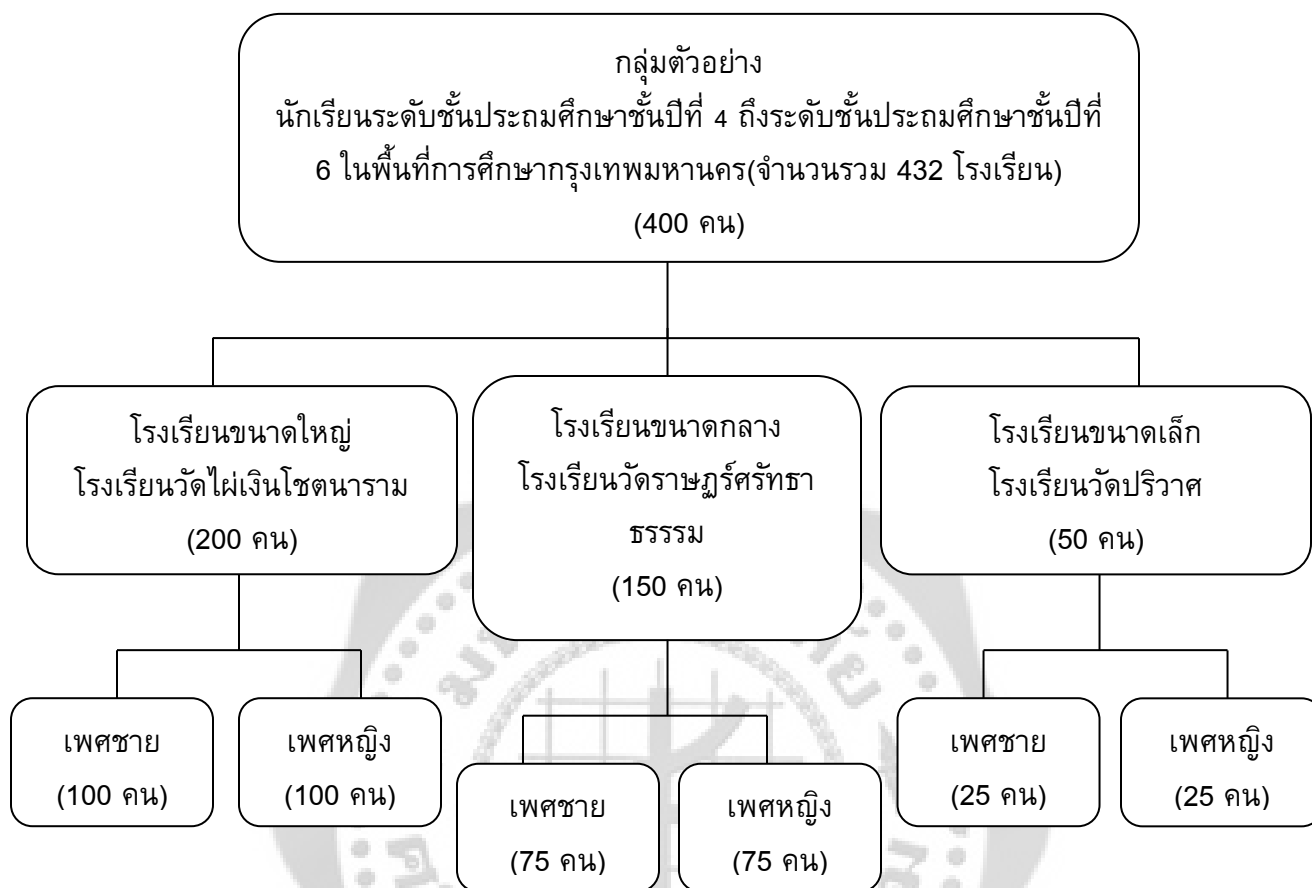 กลุ่มตัวอย่าง
นักเรียนระดับชั้นประถมศึกษาชั้นปีที่ 4 ถึงระดับชั้นประถมศึกษาชั้นปีที่
6 ในพื้นที่การศึกษากรุงเทพมหานคร(จำนวนรวม 432 โรงเรียน)
(400 คน)
โรงเรียนขนาดใหญ่
โรงเรียนวัดไผ่เงินโชตนาราม
(200 คน)
โรงเรียนขนาดกลาง
โรงเรียนวัดราษฎร์ศรัทธา
ธรรรม
(150 คน)
โรงเรียนขนาดเล็ก
โรงเรียนวัดปริวาศ
(50 คน)
เพศชาย
(100 คน)
เพศหญิง
(100 คน)
เพศชาย
(75 คน)
เพศหญิง
(75 คน)
เพศชาย
(25 คน)
เพศหญิง
(25 คน)